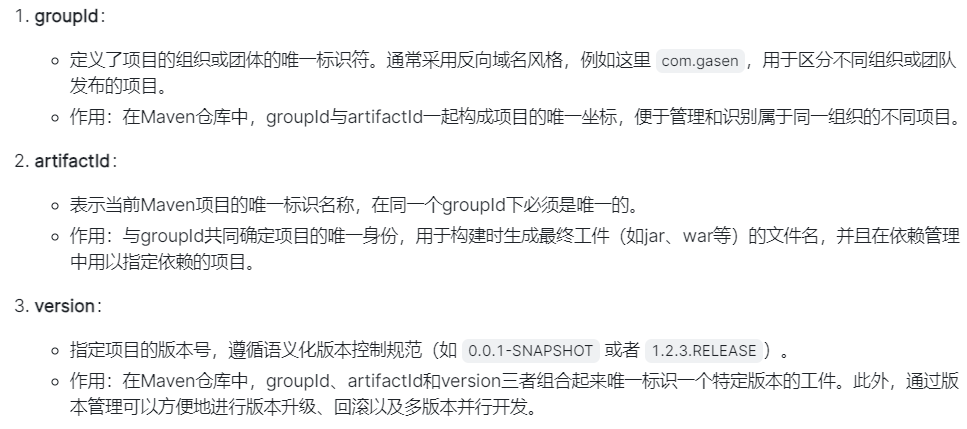 1. groupId：
定义了项目的组织或团体的唯一标识符。通常采用反向域名风格，例如这里 com.gasen ，用于区分不同组织或团队
发布的项目。
作用：在Maven仓库中，groupId与artifactId一起构成项目的唯一坐标，便于管理和识别属于同一组织的不同项目。
2. artifactId：
表示当前Maven项目的唯一标识名称，在同一个groupId下必须是唯一的。
作用：与groupId共同确定项目的唯一身份，用于构建时生成最终工件（如jar、war等）的文件名，并且在依赖管理
中用以指定依赖的项目。
3. version：
指定项目的版本号，遵循语义化版本控制规范（如 0.0.1-SNAPSHOT 或者 1.2.3.RELEASE ）。
作用：在Maven仓库中，groupId、artifactId和version三者组合起来唯一标识一个特定版本的工件。此外，通过版
本管理可以方便地进行版本升级、回滚以及多版本并行开发。